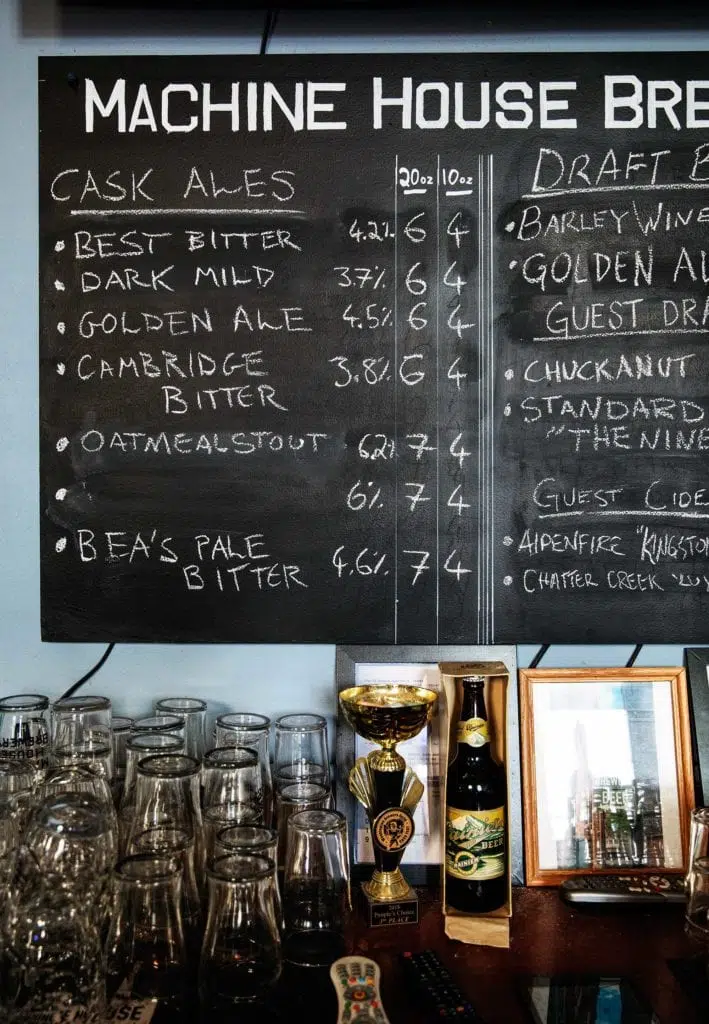 MACHINE HOUSE BRE
CASK ALES 20oz 10oz
• BEST BITTER 4.2% 6 4
• DARK MILD 3.7% 6 4
• GOLDEN ALE 4.5% 6 4
• CAMBRIDGE 3.8% 6 4
BITTER
• OATMEAL STOUT 6.2% 7 4
• 6% 7 4
• BEA'S PALE 4.6% 7 4
BITTER
DRAFT B
• BARLEY WINE
• GOLDEN AL
GUEST DRA
• CHUCKANUT
• STANDARD
"THE NINE
GUEST CIDE
• ALPENFIRE "KINGSTO
• CHATTER CREEK
BEER
RAINIER
People's Choice
1st PLACE
BEER